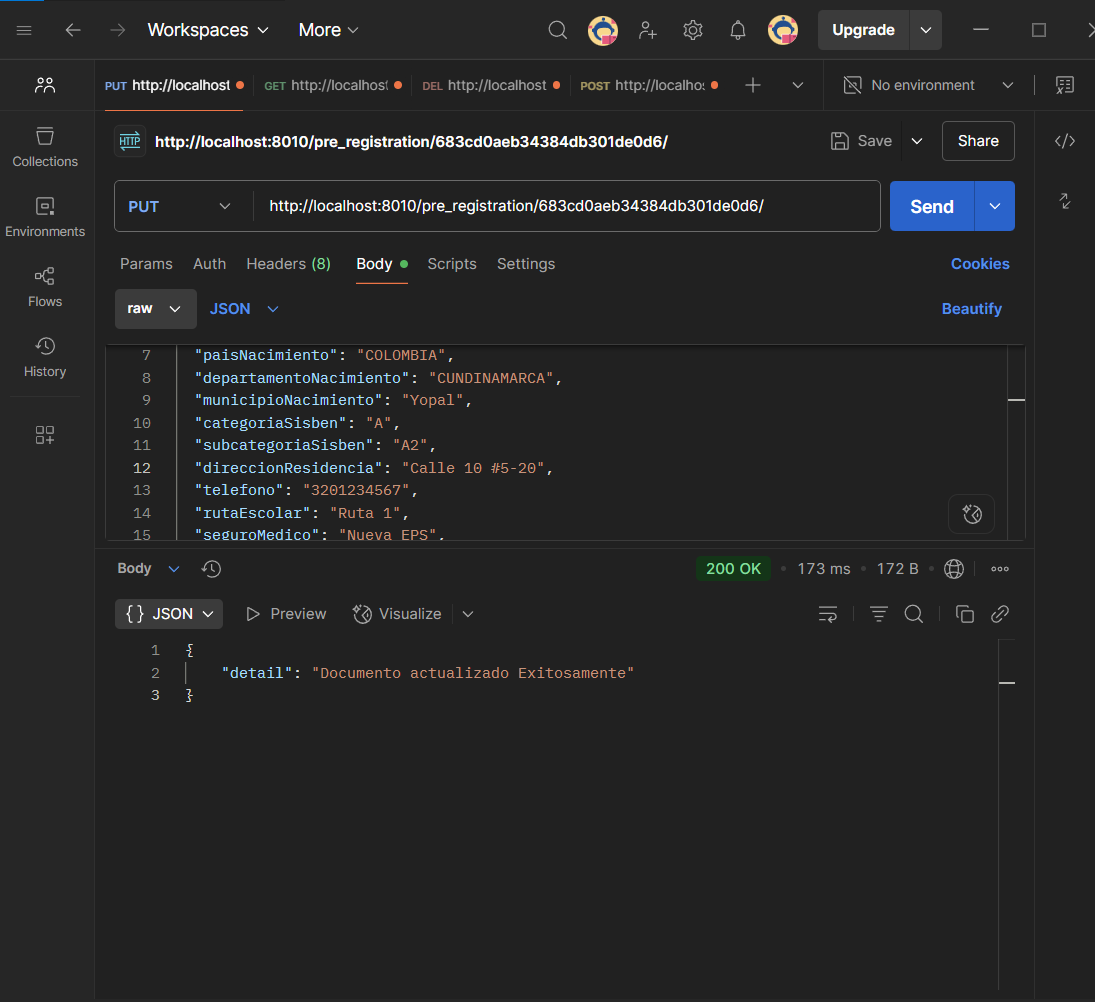 Workspaces More Upgrade
PUT http://localhost GET http://localhost DEL http://localhost POST http://localhos No environment
HTTP http://localhost:8010/pre_registration/683cd0aeb34384db301de0d6/ Save Share
Collections
PUT http://localhost:8010/pre_registration/683cd0aeb34384db301de0d6/ Send
Environments
Params Auth Headers (8) Body Scripts Settings Cookies
Flows
raw JSON Beautify
History
7 "paisNacimiento": "COLOMBIA",
8 "departamentoNacimiento": "CUNDINAMARCA",
9 "municipioNacimiento": "Yopal",
10 "categoriaSisben": "A",
11 "subcategoriaSisben": "A2",
12 "direccionResidencia": "Calle 10 #5-20",
13 "telefono": "3201234567",
14 "rutaEscolar": "Ruta 1",
15 "seguroMedico": "Nueva EPS",
Body 200 OK 173 ms 172 B
{} JSON Preview Visualize
1 {
2 "detail": "Documento actualizado Exitosamente"
3 }